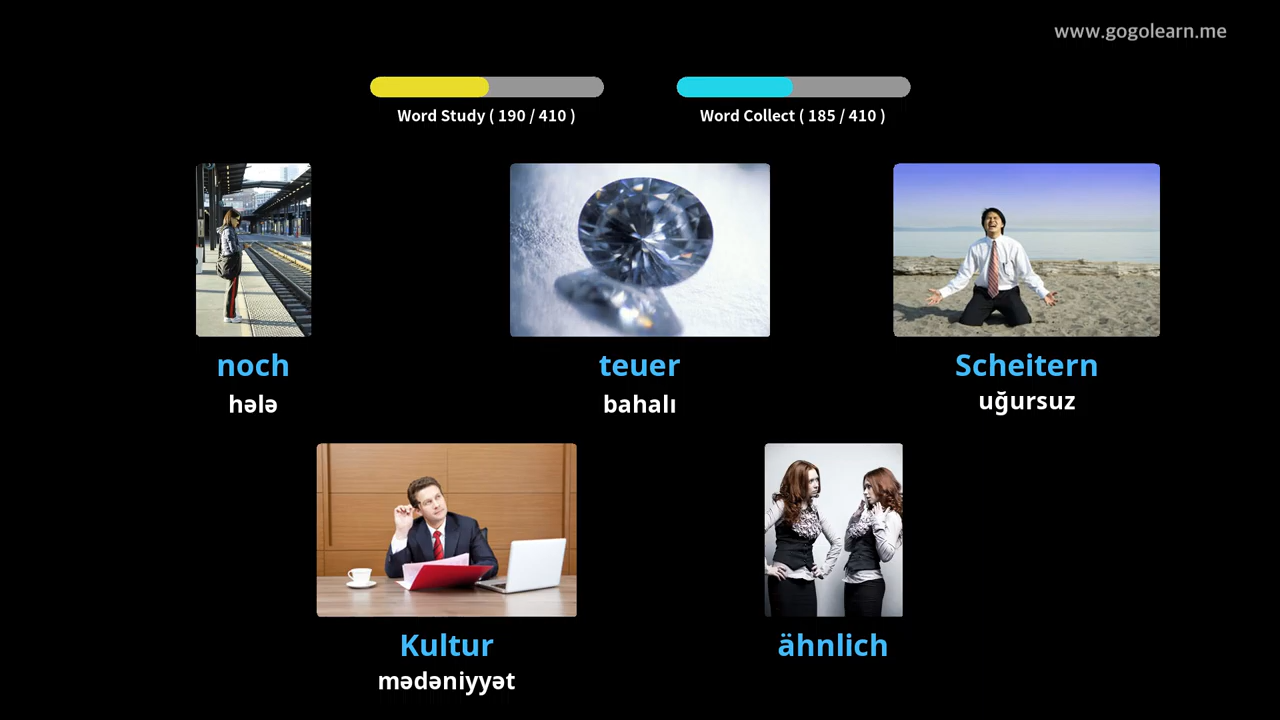 www.gogolearn.me
Word Study ( 190 / 410 )
Word Collect ( 185 / 410 )
noch
hələ
teuer
bahalı
Scheitern
uğursuz
Kultur
mədəniyyət
ähnlich